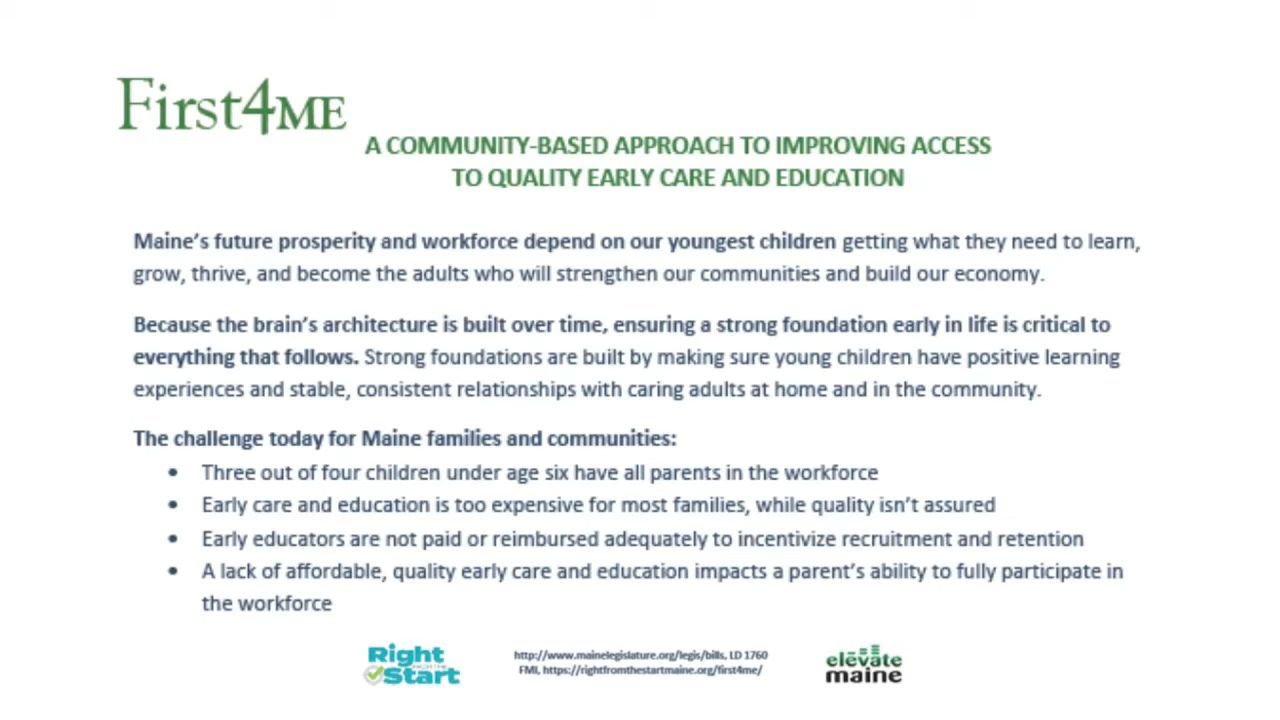 First4ME
A COMMUNITY-BASED APPROACH TO IMPROVING ACCESS
TO QUALITY EARLY CARE AND EDUCATION
Maine's future prosperity and workforce depend on our youngest children getting what they need to learn,
grow, thrive, and become the adults who will strengthen our communities and build our economy.
Because the brain's architecture is built over time, ensuring a strong foundation early in life is critical to
everything that follows. Strong foundations are built by making sure young children have positive learning
experiences and stable, consistent relationships with caring adults at home and in the community.
The challenge today for Maine families and communities:
• Three out of four children under age six have all parents in the workforce
• Early care and education is too expensive for most families, while quality isn't assured
• Early educators are not paid or reimbursed adequately to incentivize recruitment and retention
• A lack of affordable, quality early care and education impacts a parent's ability to fully participate in
the workforce
Right
FROM THE
Start
http://www.mainelegislature.org/legis/bills, LD 1760
FMI, https://rightfromthestartmaine.org/first4me/
elevate
maine